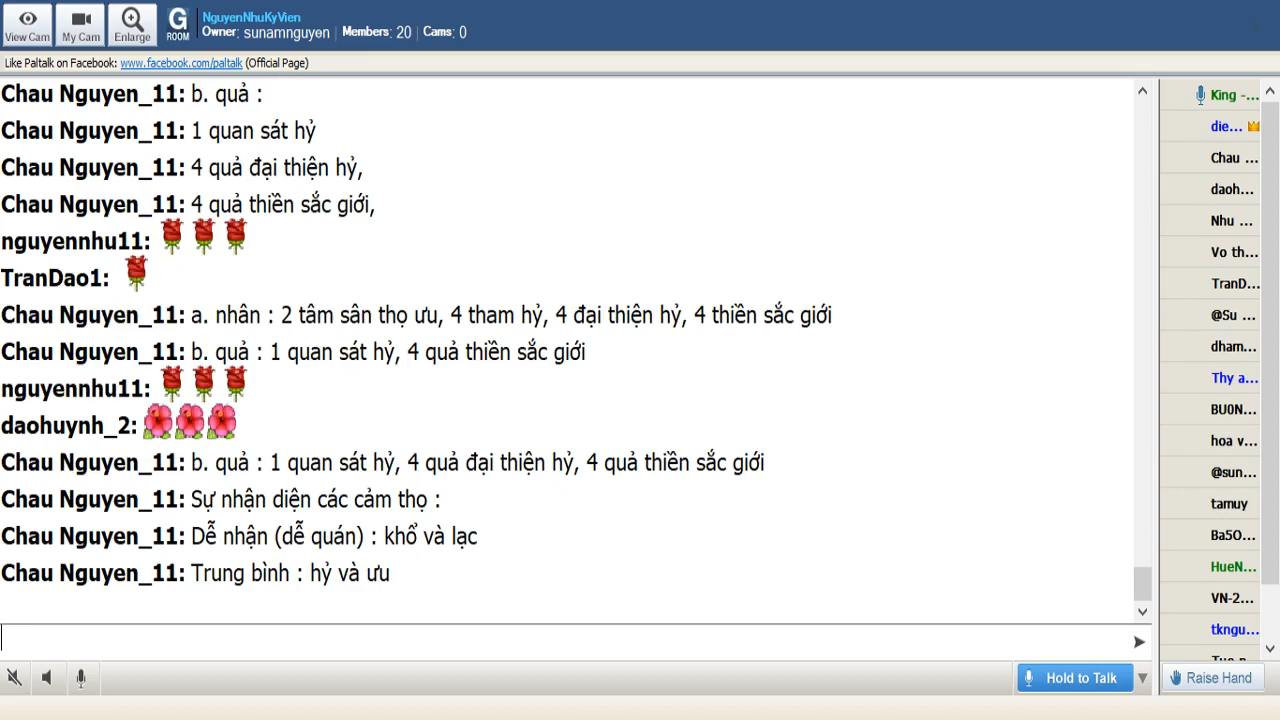 View Cam
My Cam
Enlarge
G
ROOM
NguyenNhuKyVien
Owner: sunamnguyen Members: 20 Cams: 0
Like Paltalk on Facebook: www.facebook.com/paltalk (Official Page)
Chau Nguyen_11: b. quả :
Chau Nguyen_11: 1 quan sát hỷ
Chau Nguyen_11: 4 quả đại thiện hỷ,
Chau Nguyen_11: 4 quả thiền sắc giới,
nguyennhu11:
TranDao1:
Chau Nguyen_11: a. nhân : 2 tâm sân thọ ưu, 4 tham hỷ, 4 đại thiện hỷ, 4 thiền sắc giới
Chau Nguyen_11: b. quả : 1 quan sát hỷ, 4 quả thiền sắc giới
nguyennhu11:
daohuynh_2:
Chau Nguyen_11: b. quả : 1 quan sát hỷ, 4 quả đại thiện hỷ, 4 quả thiền sắc giới
Chau Nguyen_11: Sự nhận diện các cảm thọ :
Chau Nguyen_11: Dễ nhận (dễ quán) : khổ và lạc
Chau Nguyen_11: Trung bình : hỷ và ưu
King -...
die...
Chau ...
daoh...
Nhu ...
Vo th...
TranD...
@Su ...
dham...
Thy a...
BU0N...
hoa v...
@sun...
tamuy
Ba5O...
HueN...
VN-2...
tkngu...
Hold to Talk
Raise Hand